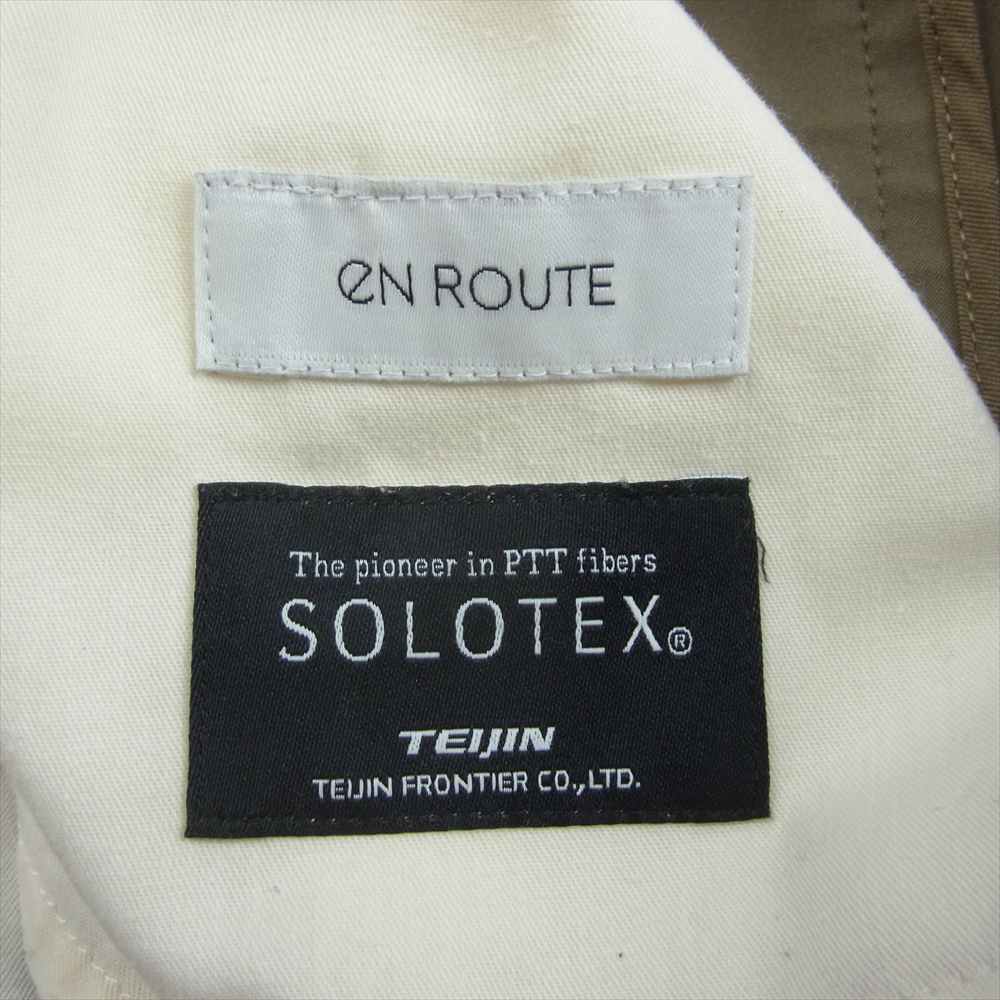 eN ROUTE
The pioneer in PTT fibers
SOLOTEX®
TEIJIN
TEIJIN FRONTIER CO.,LTD.